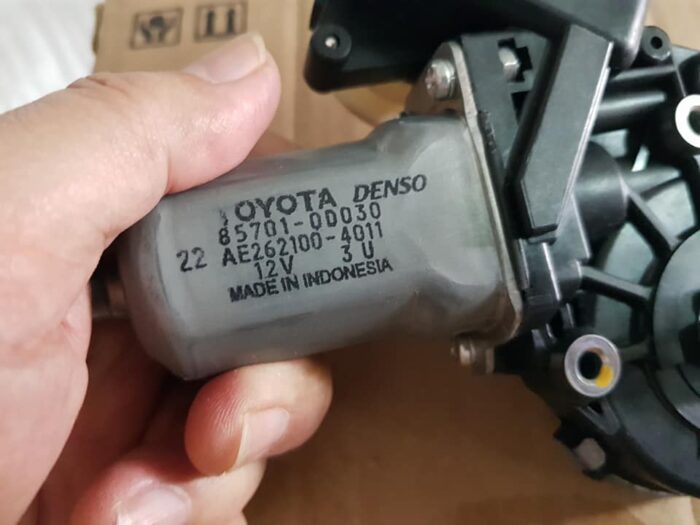 TOYOTA DENSO
85701-0D030
22 AE262100-4011
12V 3 U
MADE IN INDONESIA